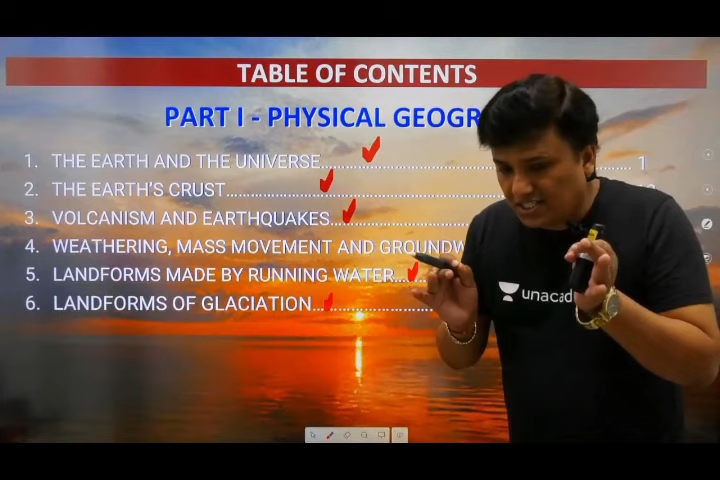 TABLE OF CONTENTS
PART I - PHYSICAL GEOGR
1. THE EARTH AND THE UNIVERSE.......................................................... 1
2. THE EARTH'S CRUST..........................................................
3. VOLCANISM AND EARTHQUAKES..............................
4. WEATHERING, MASS MOVEMENT AND GROUNDW
5. LANDFORMS MADE BY RUNNING WATER..........
6. LANDFORMS OF GLACIATION..............................
unacad